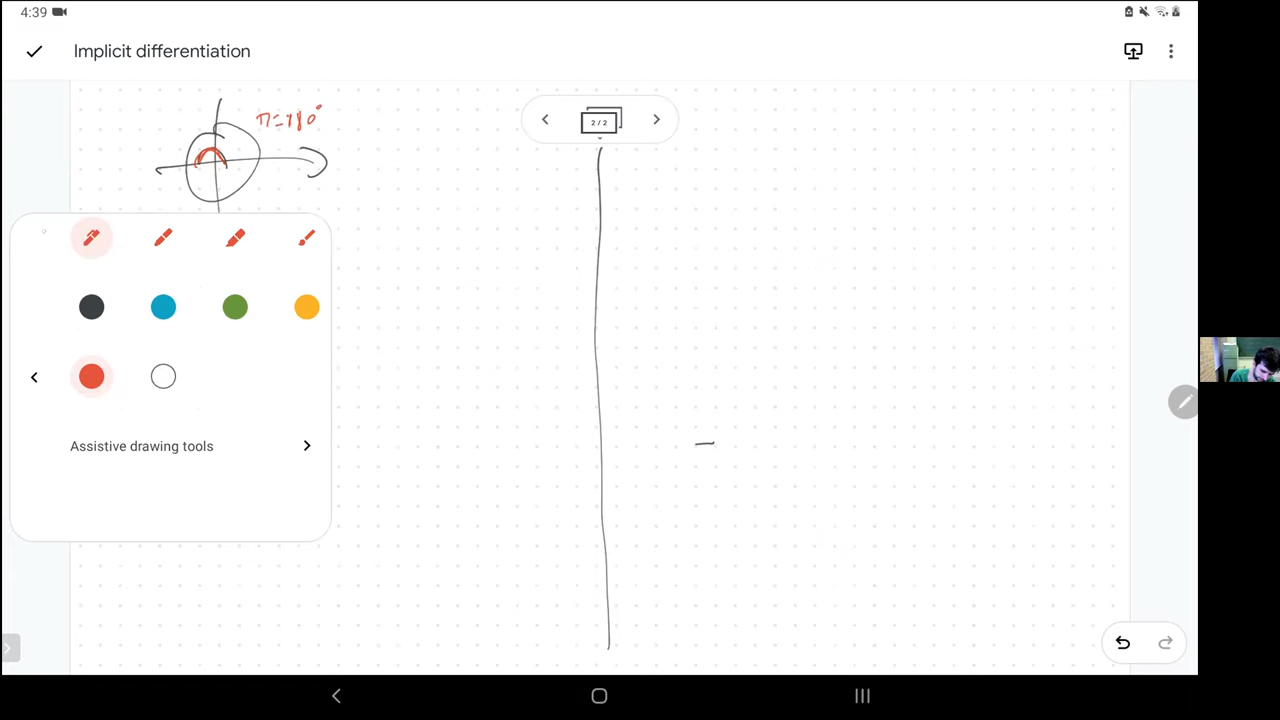 4:39
Implicit differentiation
π=180°
2 / 2
Assistive drawing tools